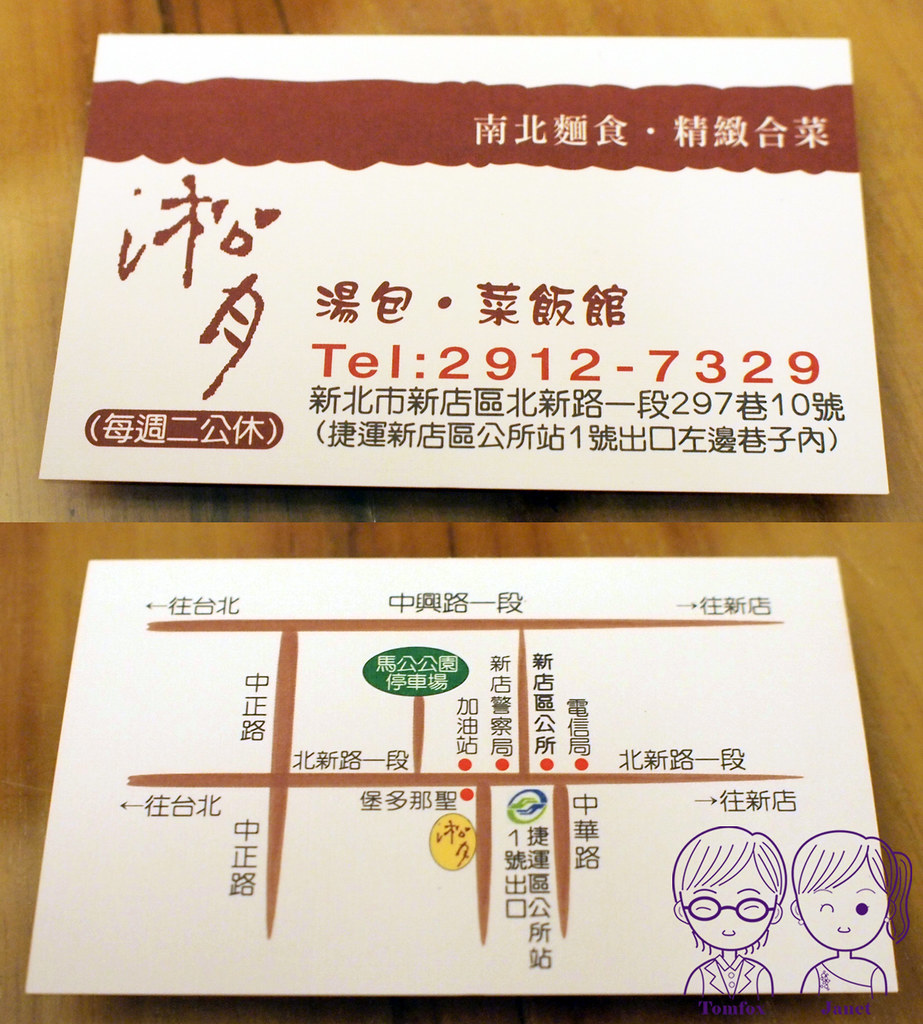 南北麵食・精緻合菜
淞月
湯包・菜飯館
Tel:2912-7329
新北市新店區北新路一段297巷10號
(每週二公休)
(捷運新店區公所站1號出口左邊巷子內)
←往台北
中興路一段
→往新店
馬公公園
停車場
中正路
加油站
新店警察局
新店區公所
電信局
北新路一段
北新路一段
←往台北
堡多那聖
→往新店
淞月
中正路
1號出口
捷運區公所站
中華路
Tomfox
Janet